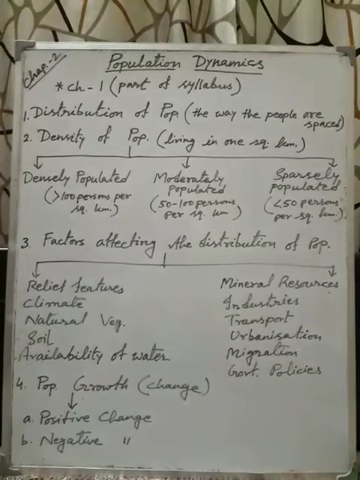 Chap.-2
Population Dynamics
*ch-1 (part of syllabus)
1. Distribution of Pop. (the way the people are spaced)
2. Density of Pop. (living in one sq. km.)
Densely Populated
(>100 persons per sq. km.)
Moderately Populated
(50-100 persons per sq. km)
Sparsely populated
(<50 persons per sq. km.)
3. Factors affecting the distribution of Pop.
Relief features
Climate
Natural Veg.
Soil
Availability of water
Mineral Resources
Industries
Transport
Urbanisation
Migration
Govt. Policies
4. Pop. Growth (change)
a. Positive Change
b. Negative "